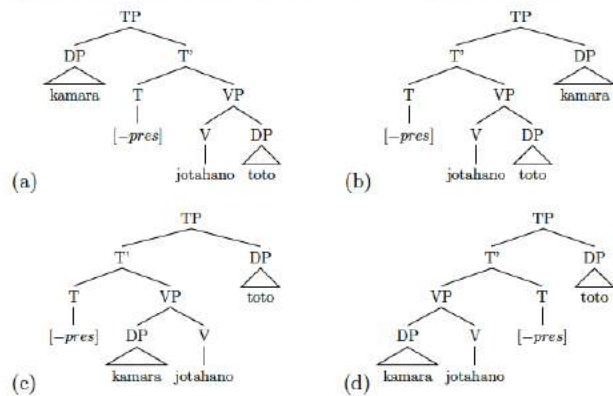 TP TP
DP T' T' DP
kamara T VP T VP kamara
[−pres] V DP [−pres] V DP
(a) jotahano toto (b) jotahano toto
TP TP
T' DP T' DP
T VP toto VP T toto
[−pres] DP V DP V [−pres]
(c) kamara jotahano (d) kamara jotahano